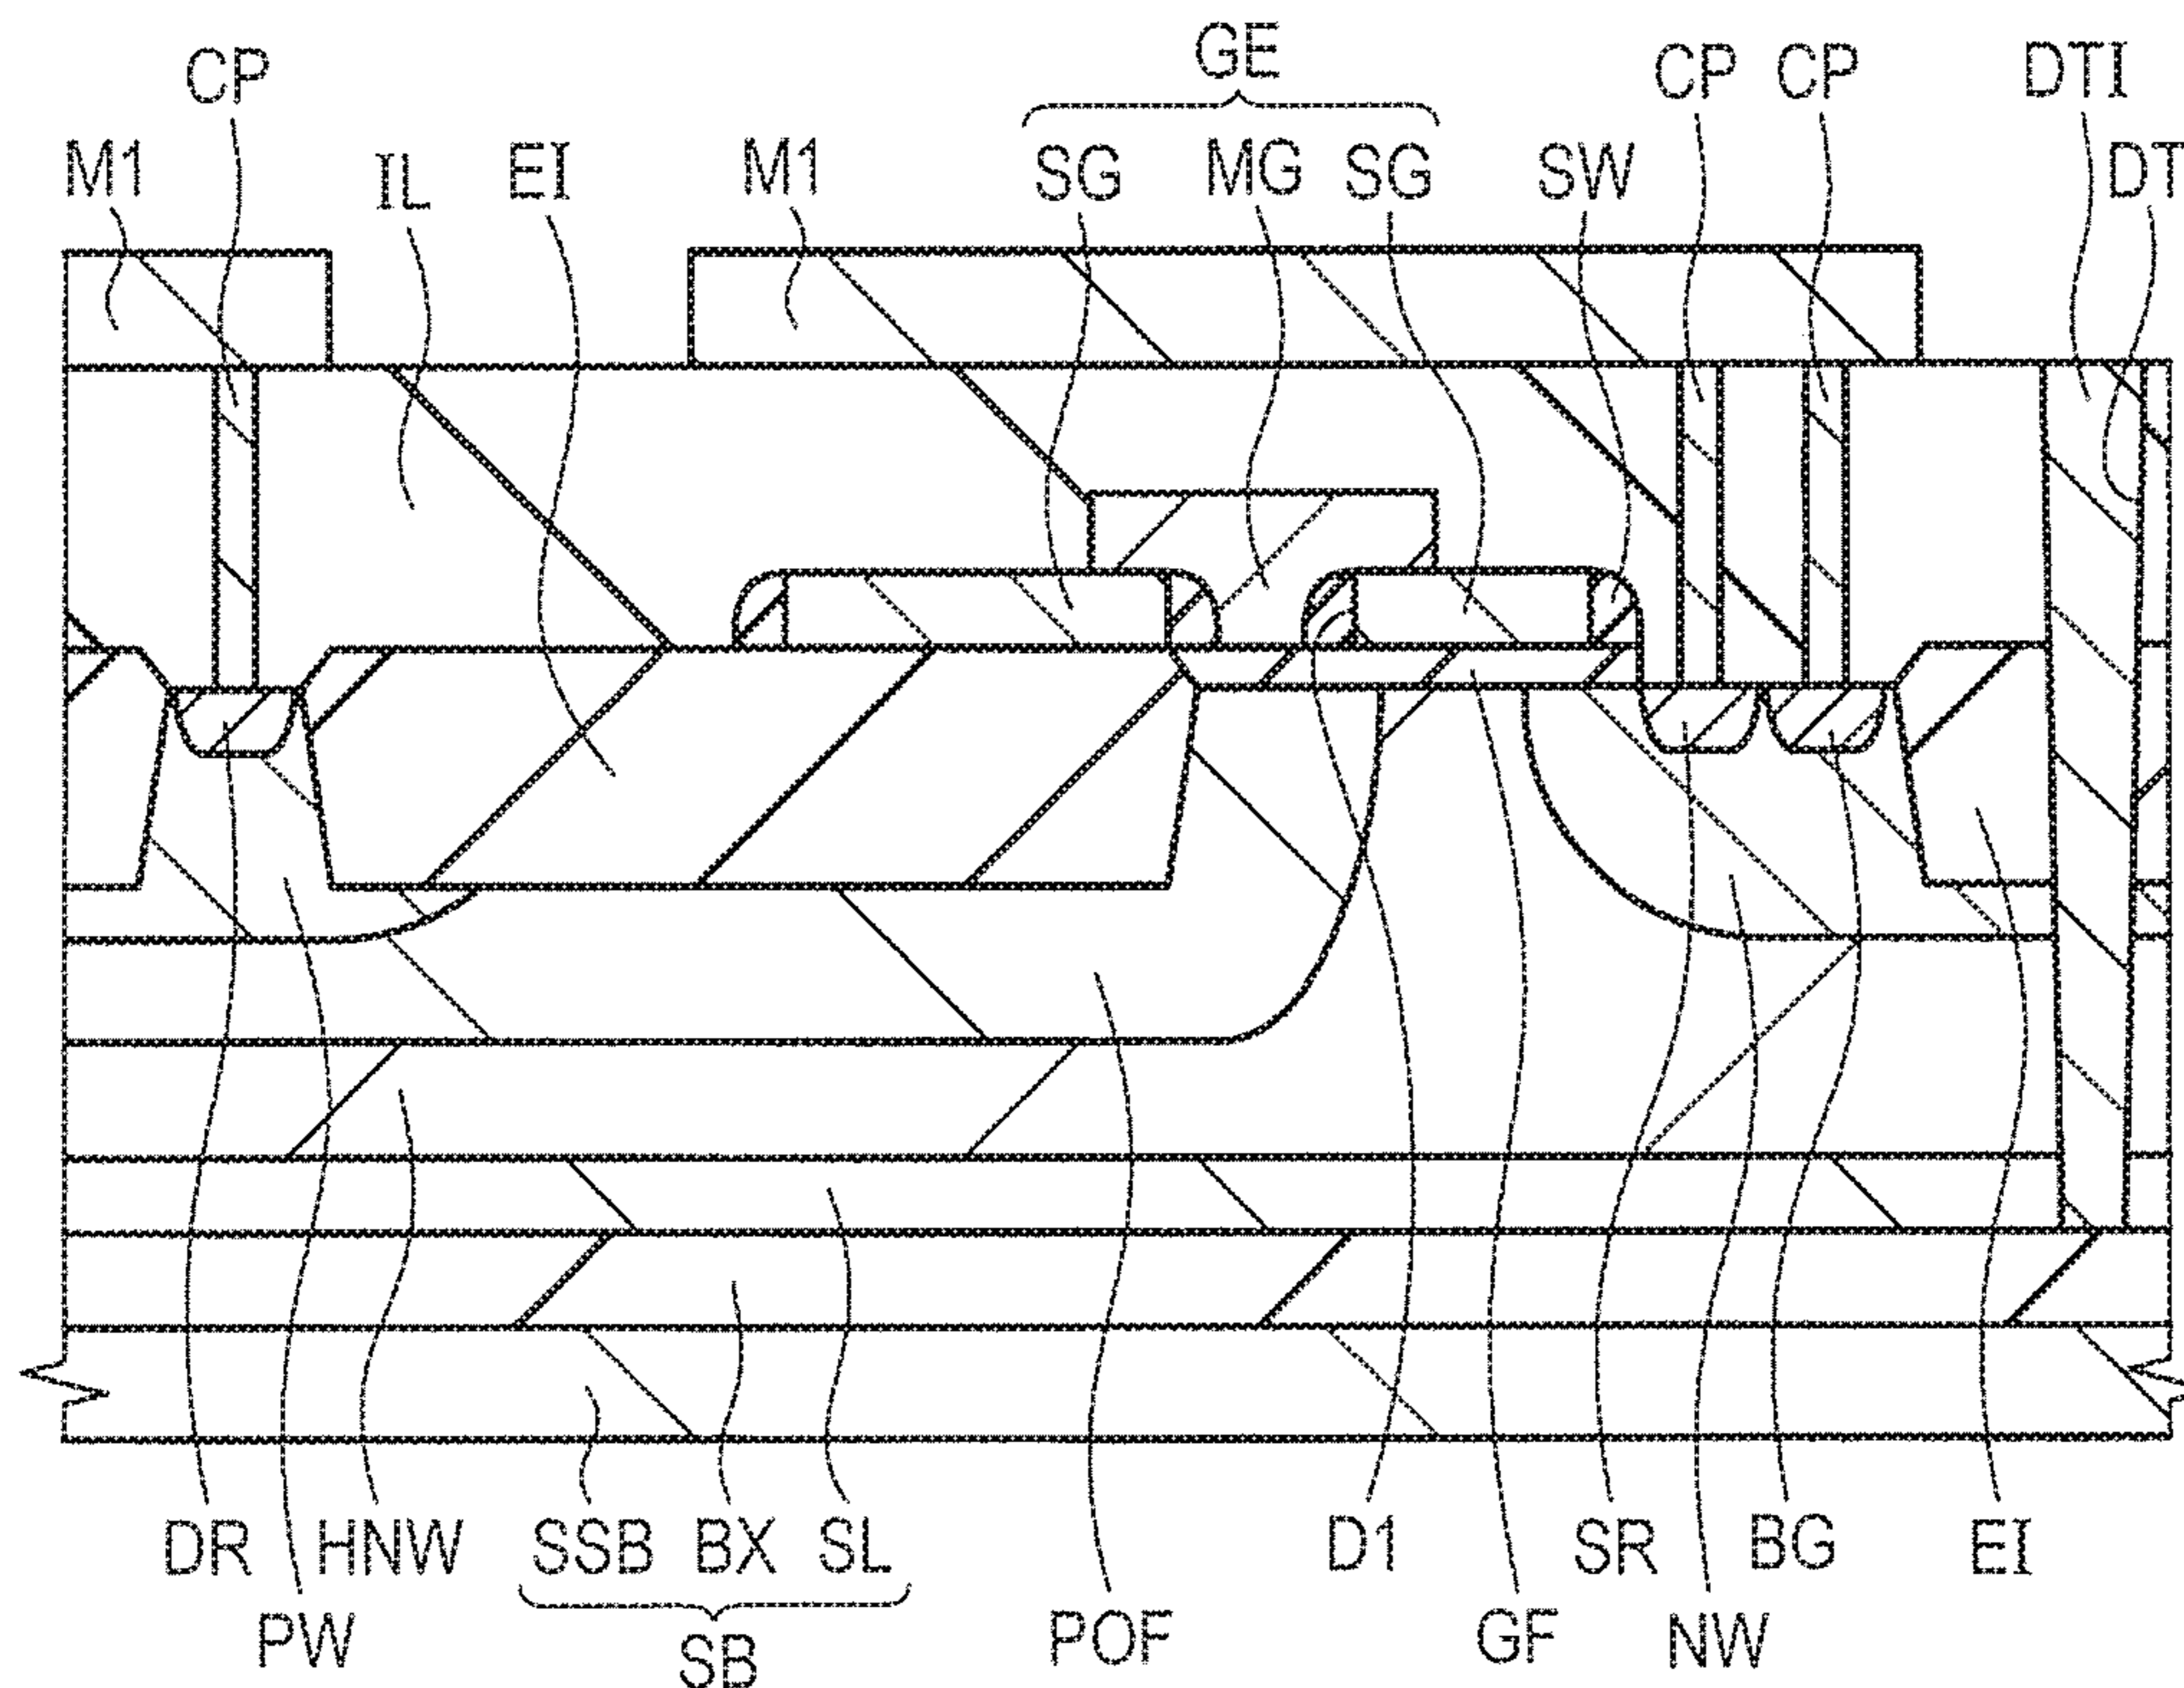 GE
CP CP CP DTI
M1 IL EI M1 SG MG SG SW DT
DR HNW SSB BX SL D1 SR BG EI
PW SB POF GF NW